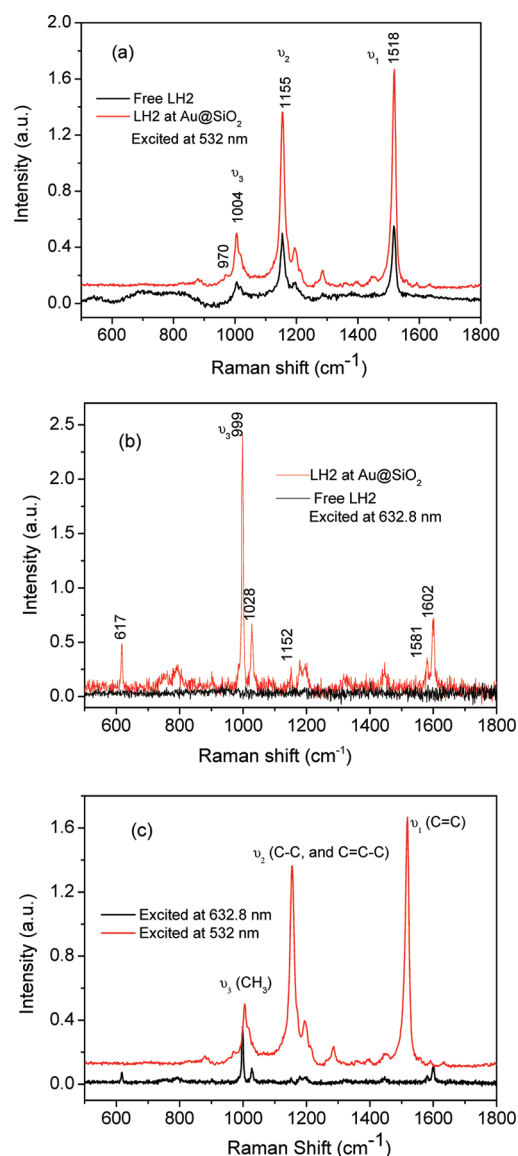 (a)
υ₂
υ₁
1518
1155
Free LH2
LH2 at Au@SiO₂
Excited at 532 nm
υ₃
1004
970
2.0
1.6
1.2
0.8
0.4
0.0
Intensity (a.u.)
600 800 1000 1200 1400 1600 1800
Raman shift (cm⁻¹)
(b)
υ₃
999
LH2 at Au@SiO₂
Free LH2
Excited at 632.8 nm
617
1028
1152
1581
1602
2.5
2.0
1.5
1.0
0.5
0.0
Intensity (a.u.)
600 800 1000 1200 1400 1600 1800
Raman shift (cm⁻¹)
(c)
υ₁ (C=C)
υ₂ (C-C, and C=C-C)
Excited at 632.8 nm
Excited at 532 nm
υ₃ (CH₃)
1.6
1.2
0.8
0.4
0.0
Intensity (a.u.)
600 800 1000 1200 1400 1600 1800
Raman Shift (cm⁻¹)